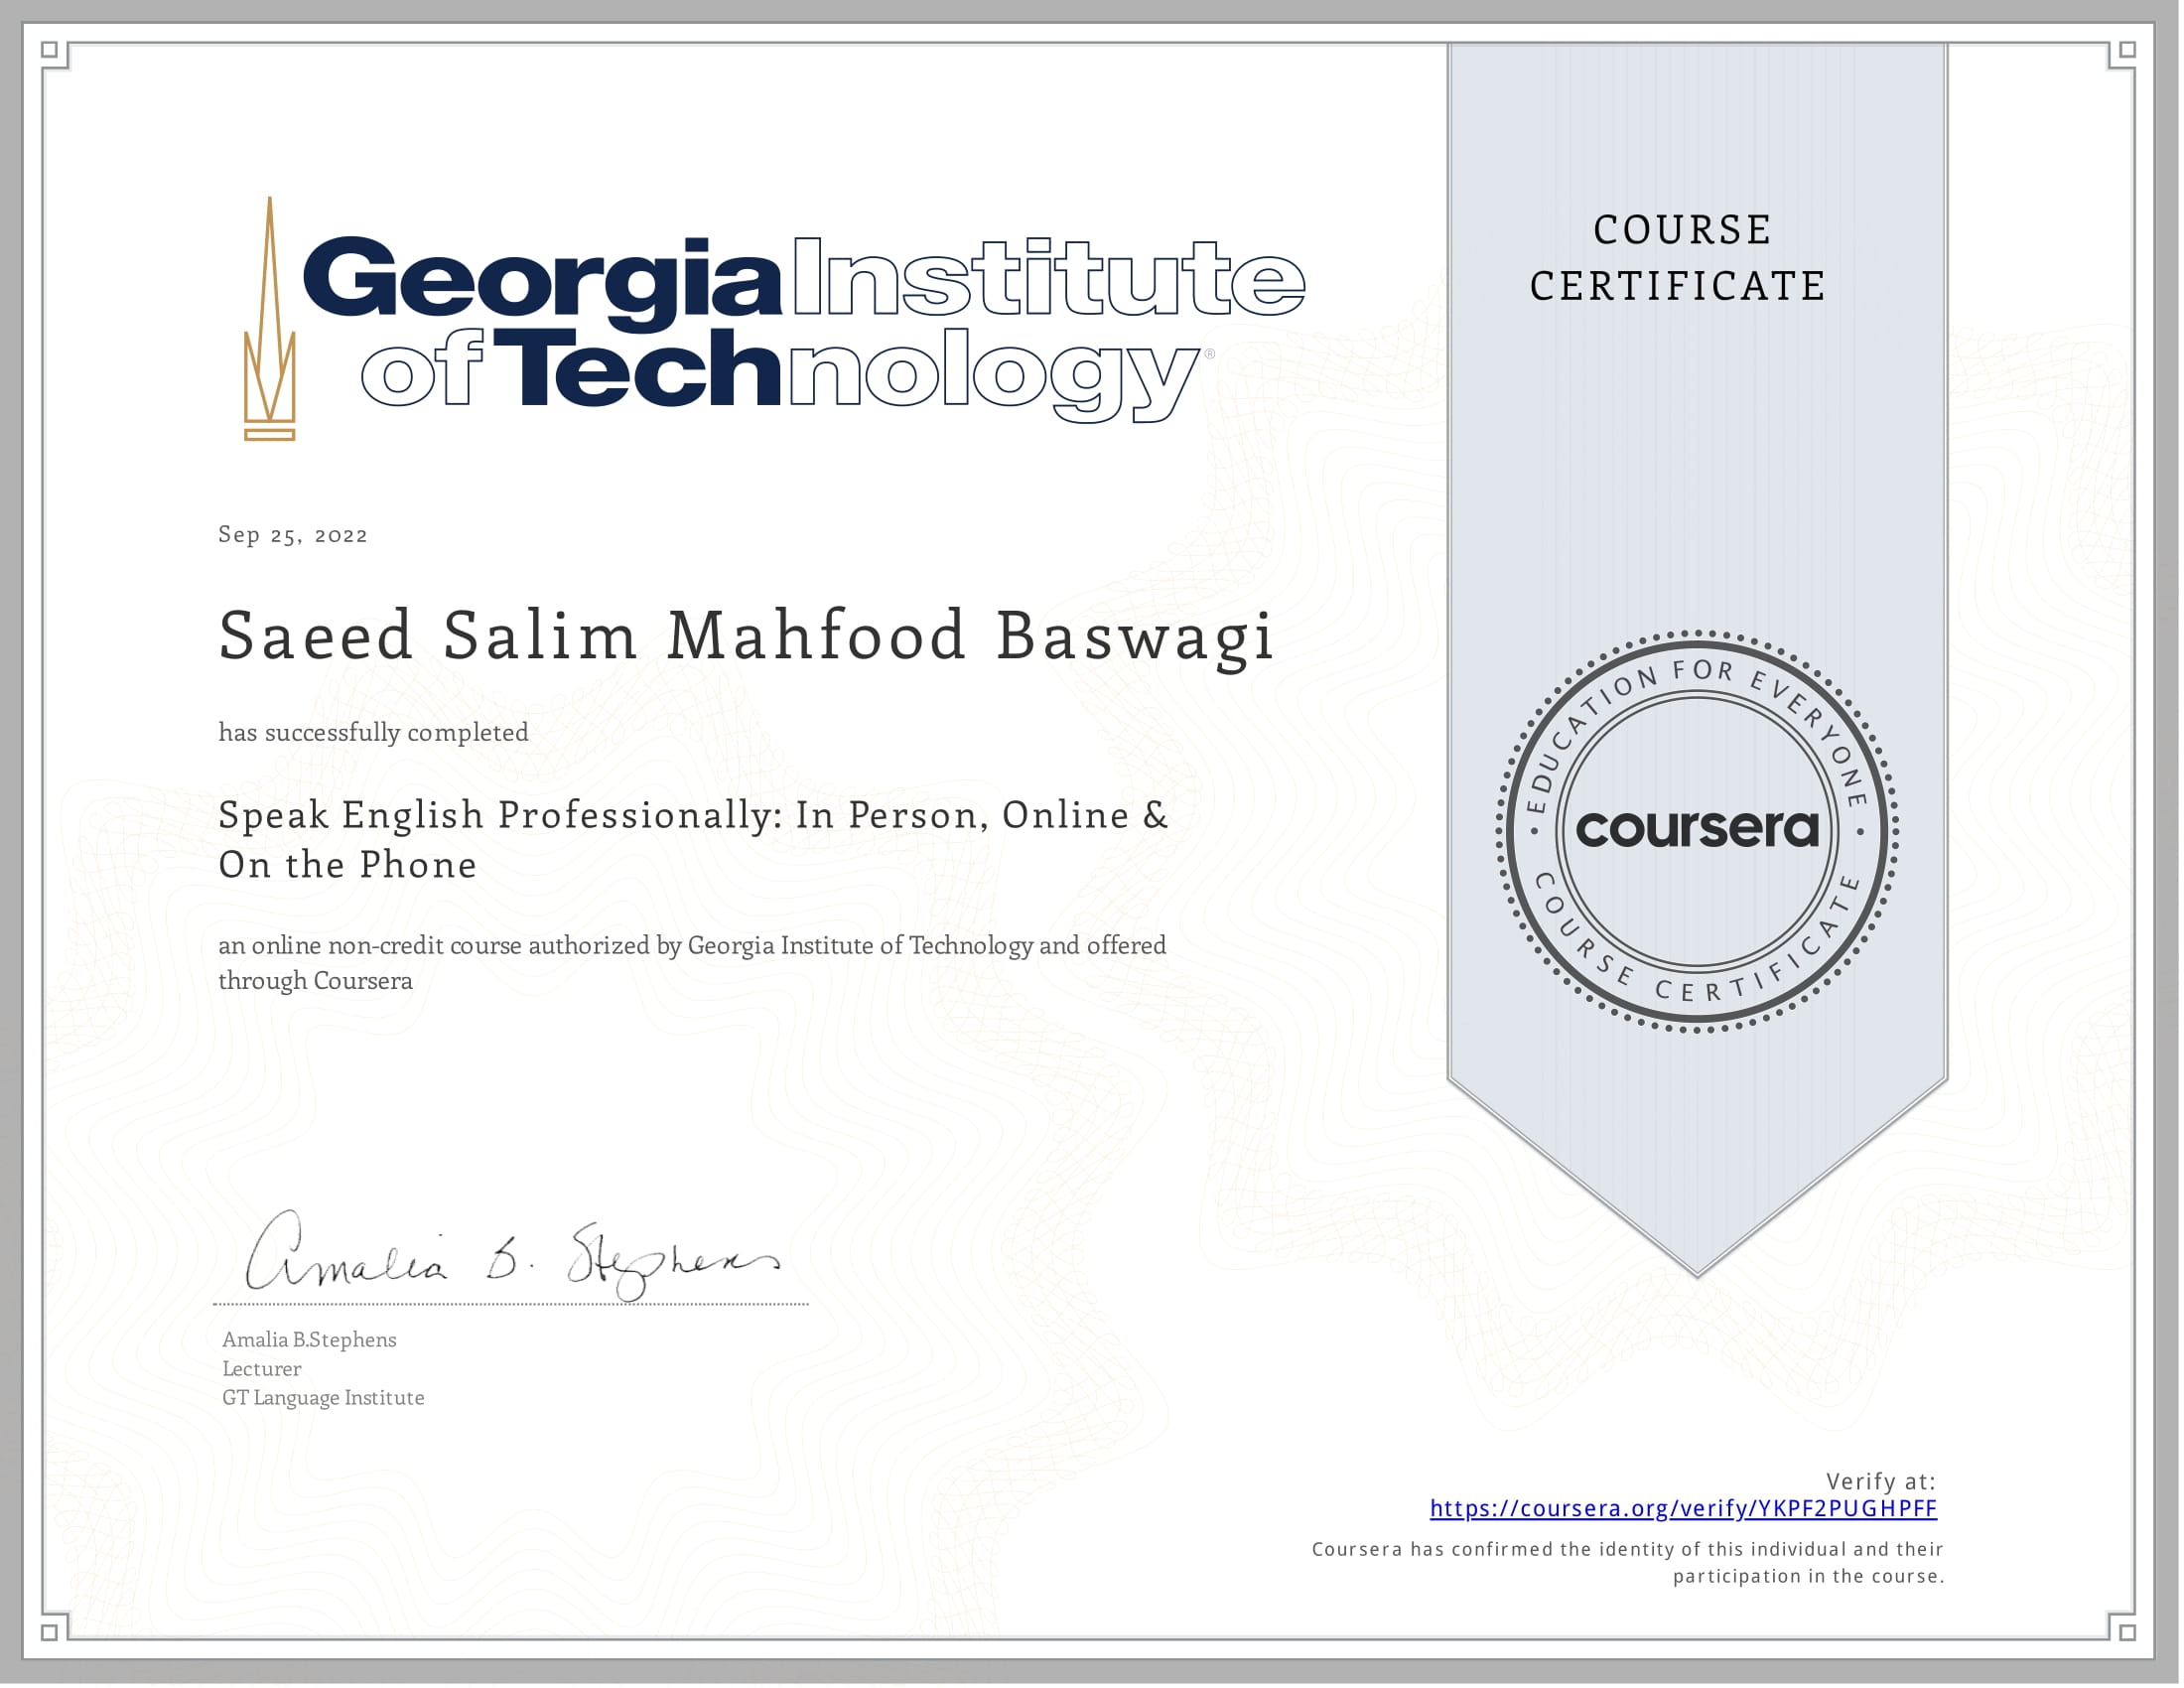 Georgia Institute
of Technology®
COURSE
CERTIFICATE
Sep 25, 2022
Saeed Salim Mahfood Baswagi
has successfully completed
Speak English Professionally: In Person, Online &
On the Phone
an online non-credit course authorized by Georgia Institute of Technology and offered
through Coursera
EDUCATION FOR EVERYONE
coursera
COURSE CERTIFICATE
Amalia B. Stephens
Amalia B.Stephens
Lecturer
GT Language Institute
Verify at:
https://coursera.org/verify/YKPF2PUGHPFF
Coursera has confirmed the identity of this individual and their
participation in the course.